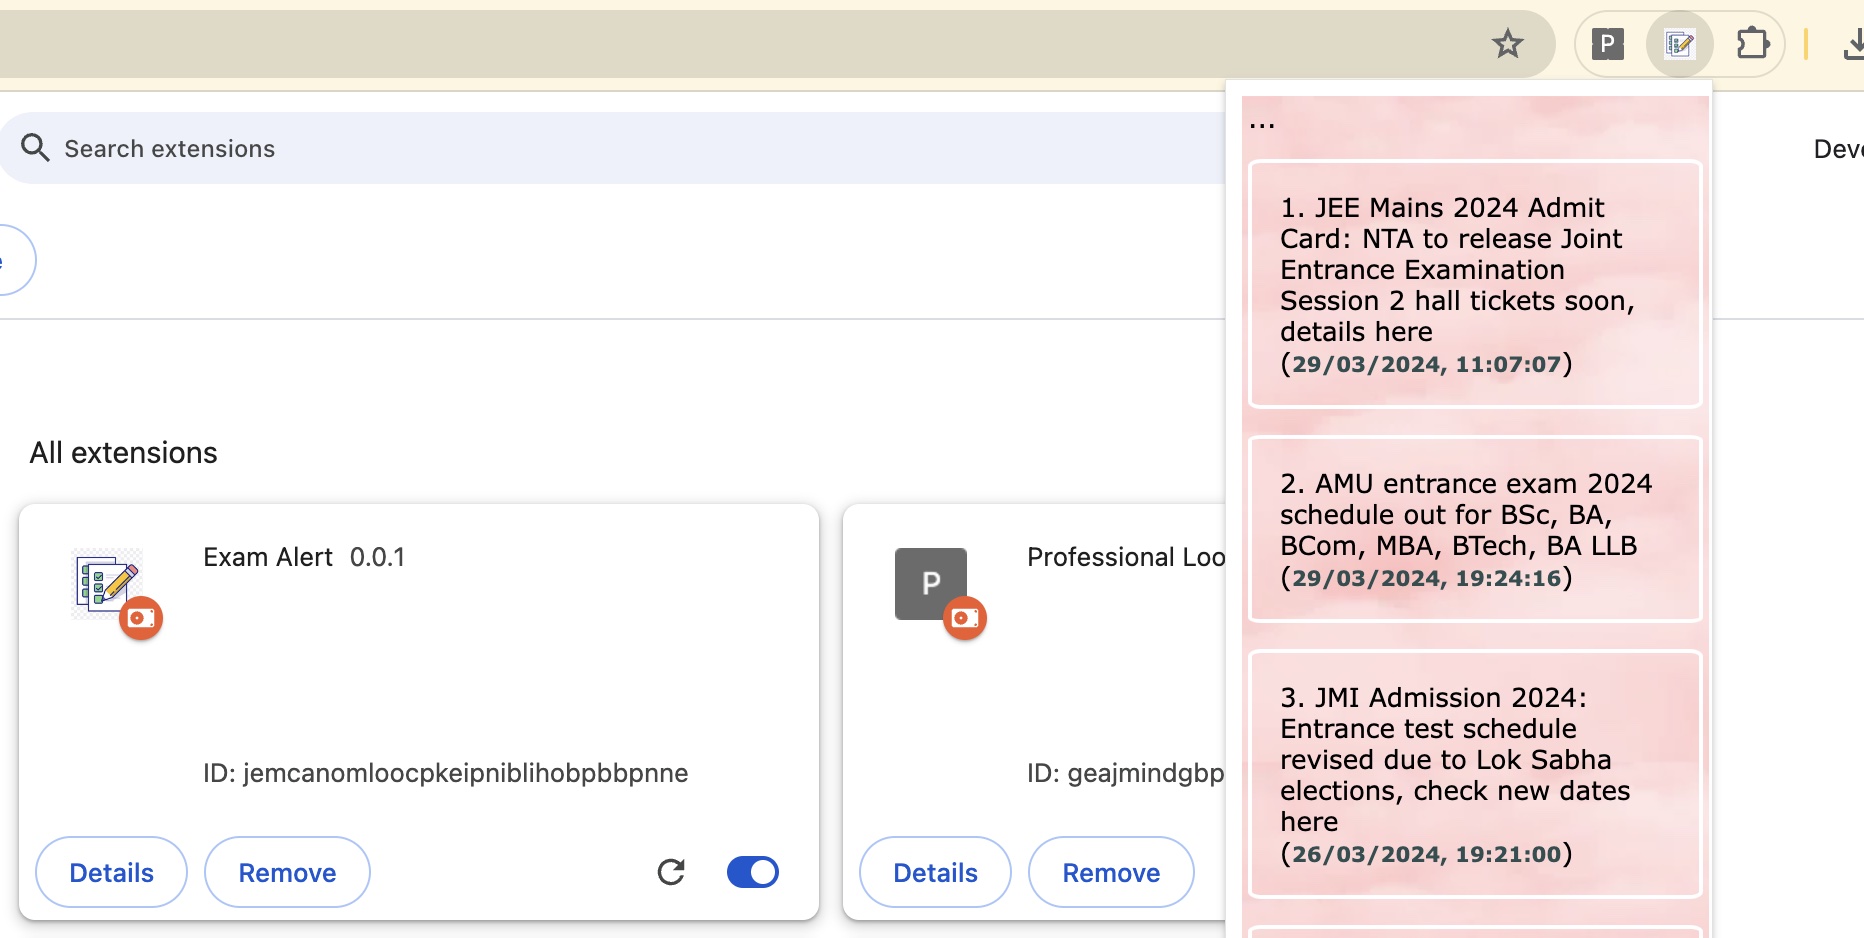 P
Search extensions
Deve
e
All extensions
Exam Alert 0.0.1
ID: jemcanomloocpkeipniblihobpbbpnne
Details Remove
P
Professional Loo
ID: geajmindgbp
Details Remove
...
1. JEE Mains 2024 Admit
Card: NTA to release Joint
Entrance Examination
Session 2 hall tickets soon,
details here
(29/03/2024, 11:07:07)
2. AMU entrance exam 2024
schedule out for BSc, BA,
BCom, MBA, BTech, BA LLB
(29/03/2024, 19:24:16)
3. JMI Admission 2024:
Entrance test schedule
revised due to Lok Sabha
elections, check new dates
here
(26/03/2024, 19:21:00)